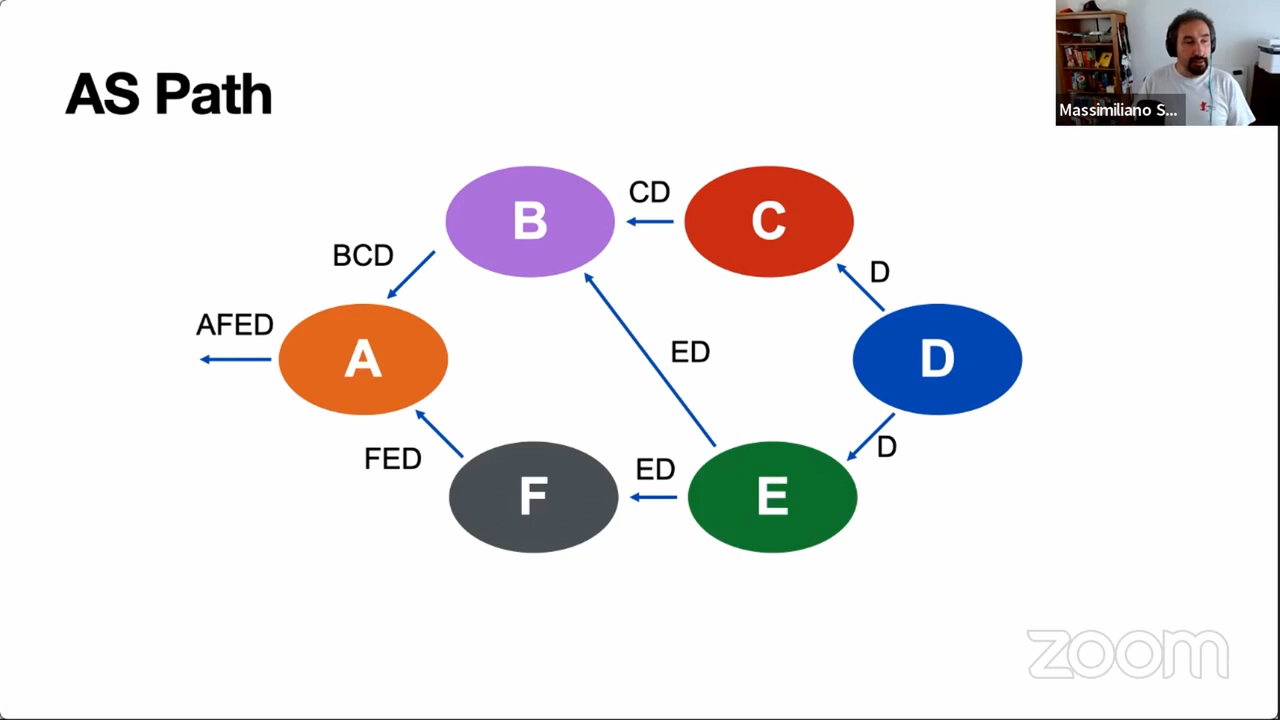 AS Path
Massimiliano S...
B
CD
C
BCD
D
AFED
A
ED
D
FED
F
ED
E
D
zoom